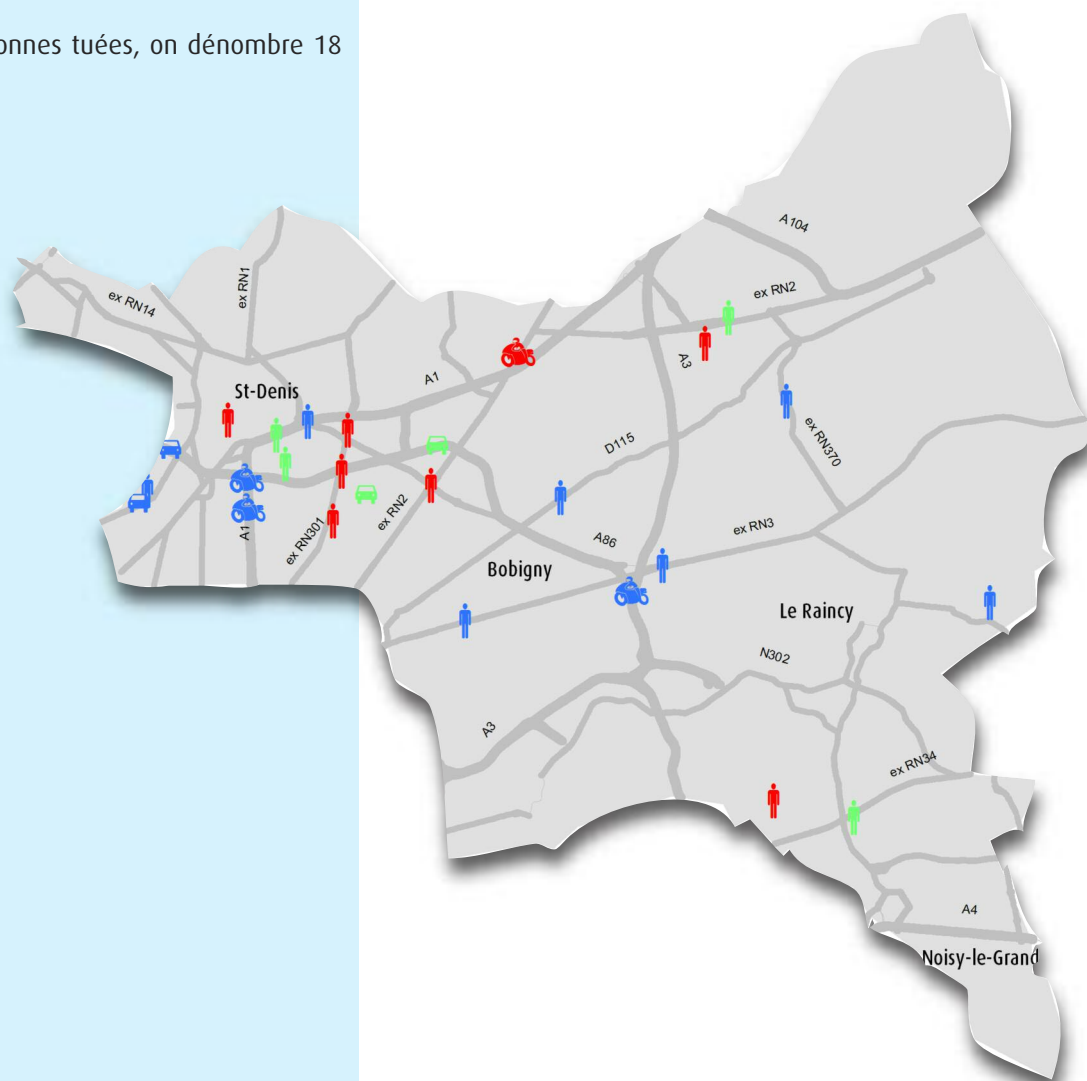 onnes tuées, on dénombre 18
A104
ex RN1
ex RN2
ex RN14
A3
A1
St-Denis
D115
ex RN370
ex RN2
A1
ex RN301
A86
ex RN3
Bobigny
Le Raincy
N302
A3
ex RN34
A4
Noisy-le-Grand